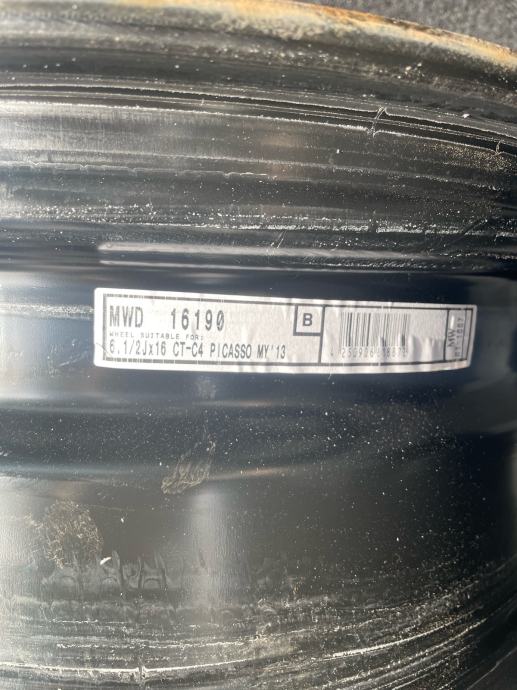 MWD 16190
WHEEL SUITABLE FOR:
6.1/2Jx16 CT-C4 PICASSO MY'13
B